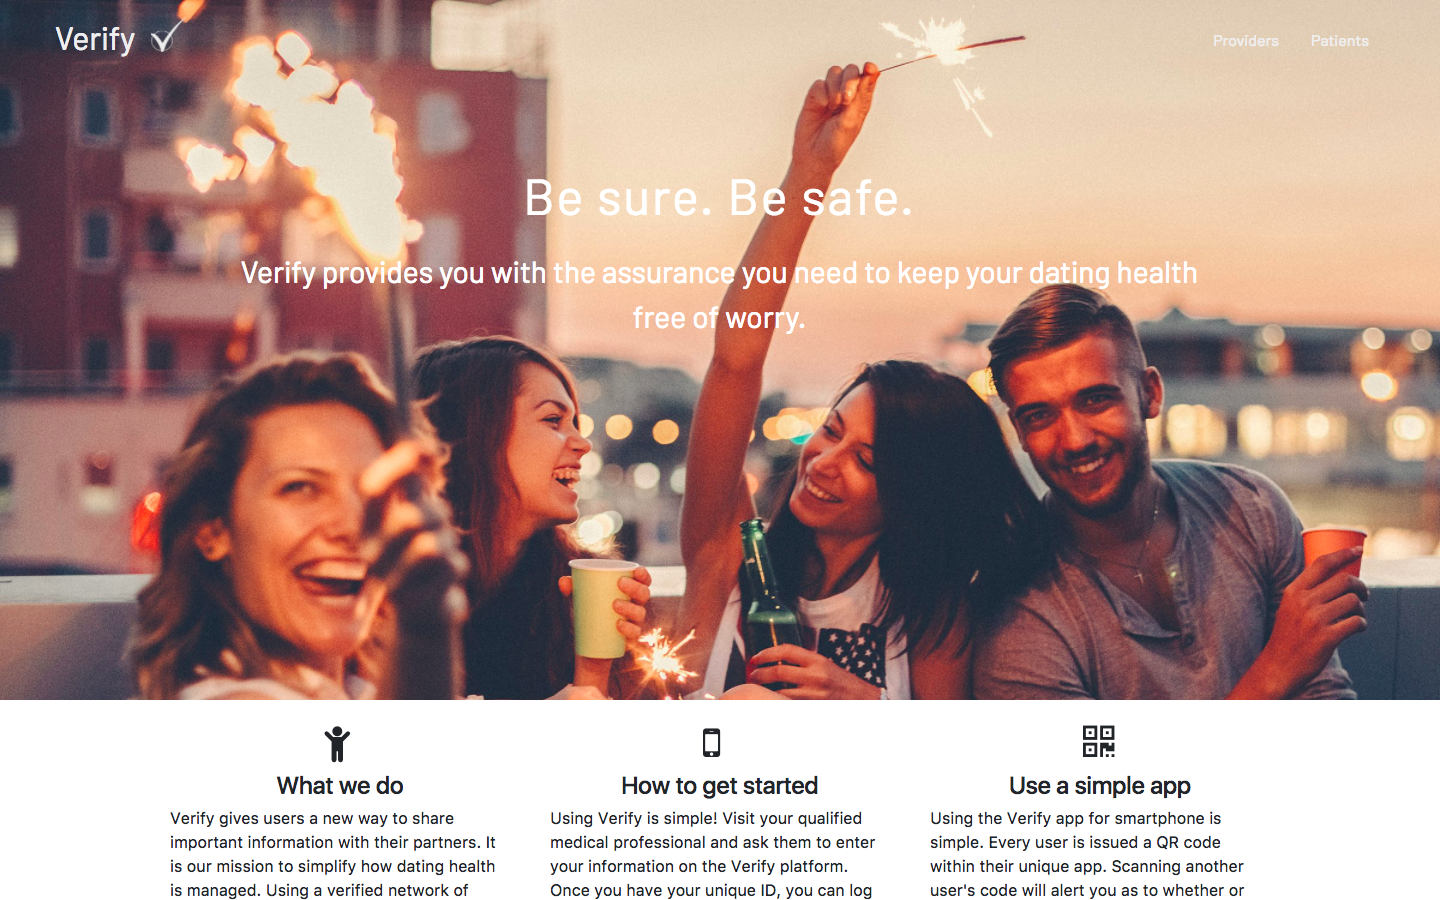 Verify
Providers Patients
Be sure. Be safe.
Verify provides you with the assurance you need to keep your dating health
free of worry.
What we do
Verify gives users a new way to share
important information with their partners. It
is our mission to simplify how dating health
is managed. Using a verified network of
How to get started
Using Verify is simple! Visit your qualified
medical professional and ask them to enter
your information on the Verify platform.
Once you have your unique ID, you can log
Use a simple app
Using the Verify app for smartphone is
simple. Every user is issued a QR code
within their unique app. Scanning another
user's code will alert you as to whether or